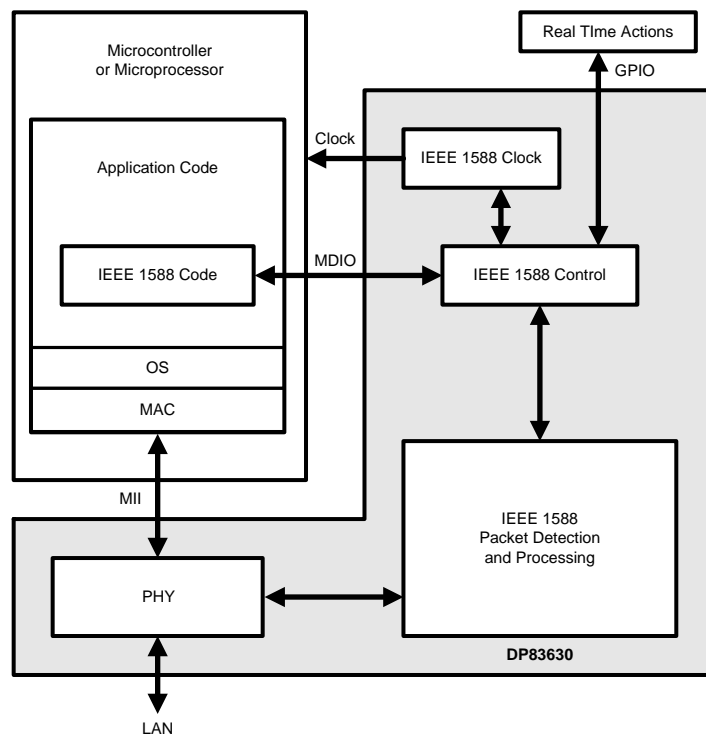 Real TIme Actions
GPIO
Microcontroller
or Microprocessor
Clock
IEEE 1588 Clock
Application Code
IEEE 1588 Code
MDIO
IEEE 1588 Control
OS
MAC
MII
IEEE 1588
Packet Detection
and Processing
PHY
DP83630
LAN